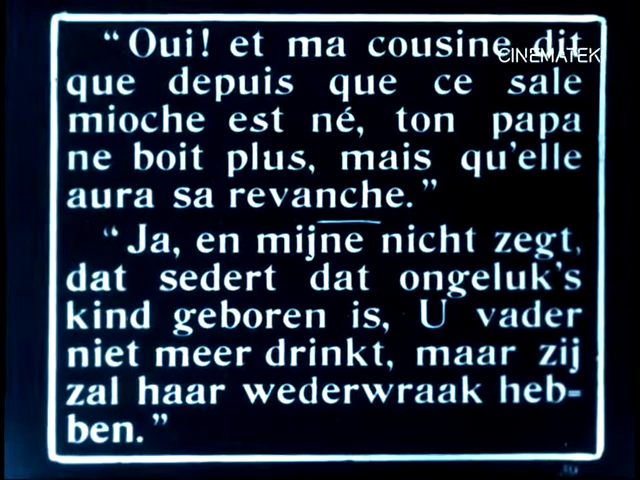 “Oui! et ma cousine dit
CINEMATEK
que depuis que ce sale
mioche est né, ton papa
ne boit plus, mais qu'elle
aura sa revanche.”
“Ja, en mijne nicht zegt,
dat sedert dat ongeluk's
kind geboren is, U vader
niet meer drinkt, maar zij
zal haar wederwraak heb=
ben.”